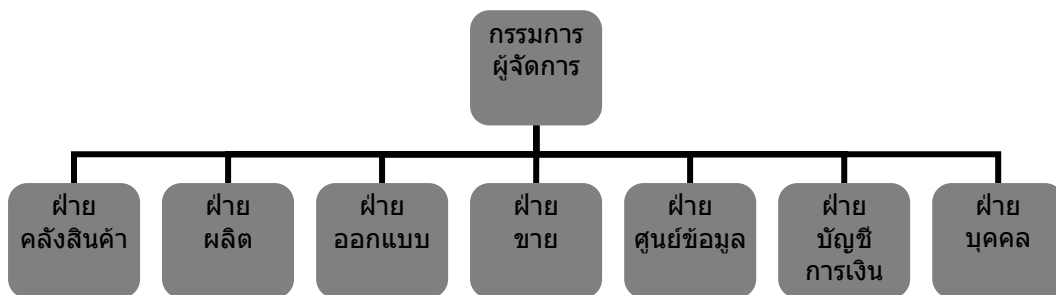 กรรมการ
ผู้จัดการ
ฝ่าย
คลังสินค้า
ฝ่าย
ผลิต
ฝ่าย
ออกแบบ
ฝ่าย
ขาย
ฝ่าย
ศูนย์ข้อมูล
ฝ่าย
บัญชี
การเงิน
ฝ่าย
บุคคล